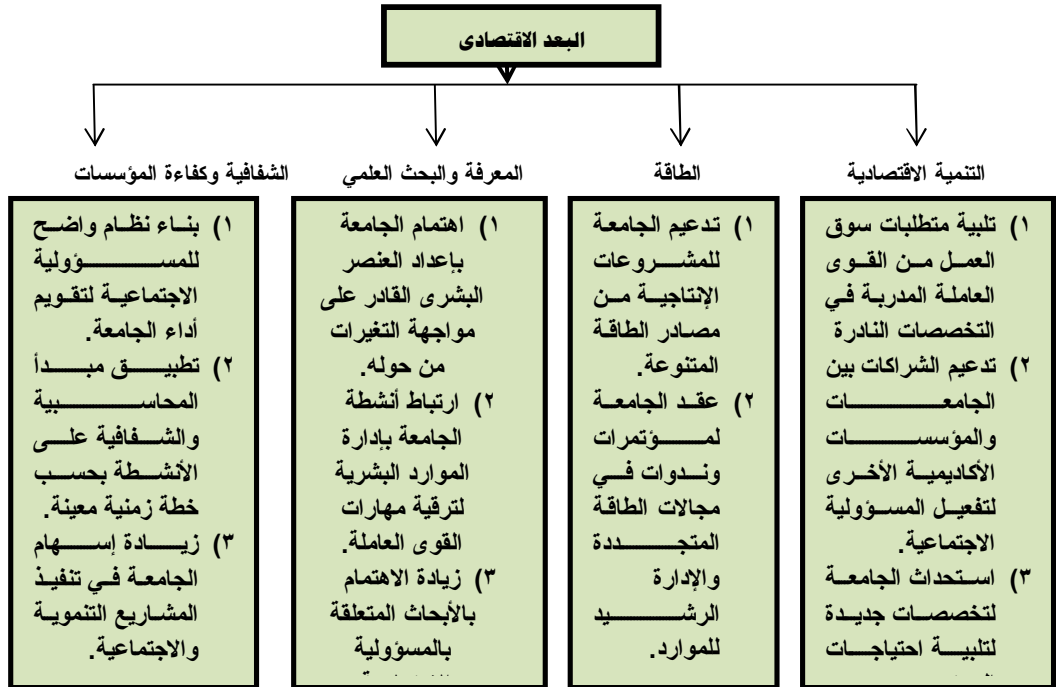 البعد الاقتصادى
التنمية الاقتصادية
١) تلبية متطلبات سوق
العمل من القوى
العاملة المدربة في
التخصصات النادرة
٢) تدعيم الشراكات بين
الجامعات
والمؤسسات
الأكاديمية الأخرى
لتفعيل المسؤولية
الاجتماعية.
٣) استحداث الجامعة
لتخصصات جديدة
لتلبية احتياجات
الطاقة
١) تدعيم الجامعة
للمشروعات
الإنتاجية من
مصادر الطاقة
المتنوعة.
٢) عقد الجامعة
لمؤتمرات
وندوات في
مجالات الطاقة
المتجددة
والإدارة
الرشيد
للموارد.
المعرفة والبحث العلمي
١) اهتمام الجامعة
بإعداد العنصر
البشرى القادر على
مواجهة التغيرات
من حوله.
٢) ارتباط أنشطة
الجامعة بإدارة
الموارد البشرية
لترقية مهارات
القوى العاملة.
٣) زيادة الاهتمام
بالأبحاث المتعلقة
بالمسؤولية
الشفافية وكفاءة المؤسسات
١) بناء نظام واضح
للمسؤولية
الاجتماعية لتقويم
أداء الجامعة.
٢) تطبيق مبدأ
المحاسبية
والشفافية على
الأنشطة بحسب
خطة زمنية معينة.
٣) زيادة إسهام
الجامعة في تنفيذ
المشاريع التنموية
والاجتماعية.